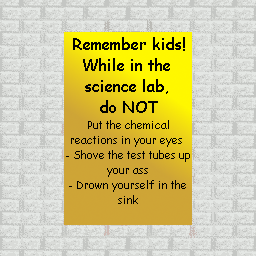 Remember kids!
While in the
science lab,
do NOT
Put the chemical
reactions in your eyes
- Shove the test tubes up
your ass
- Drown yourself in the
sink